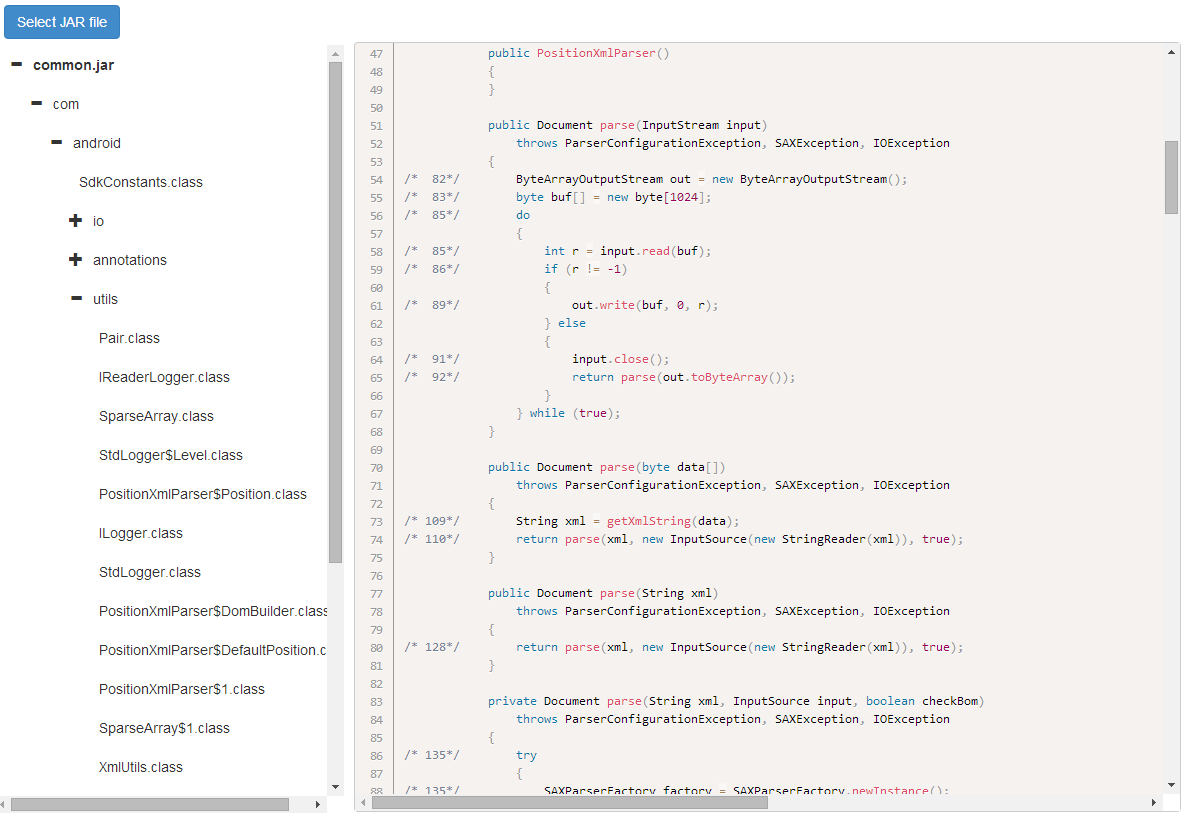 Select JAR file
common.jar
com
android
SdkConstants.class
io
annotations
utils
Pair.class
IReaderLogger.class
SparseArray.class
StdLogger$Level.class
PositionXmlParser$Position.class
ILogger.class
StdLogger.class
PositionXmlParser$DomBuilder.class
PositionXmlParser$DefaultPosition.c
PositionXmlParser$1.class
SparseArray$1.class
XmlUtils.class
47 public PositionXmlParser()
48 {
49 }
50
51 public Document parse(InputStream input)
52 throws ParserConfigurationException, SAXException, IOException
53 {
54 /* 82*/ ByteArrayOutputStream out = new ByteArrayOutputStream();
55 /* 83*/ byte buf[] = new byte[1024];
56 /* 85*/ do
57 {
58 /* 85*/ int r = input.read(buf);
59 /* 86*/ if (r != -1)
60 {
61 /* 89*/ out.write(buf, 0, r);
62 } else
63 {
64 /* 91*/ input.close();
65 /* 92*/ return parse(out.toByteArray());
66 }
67 } while (true);
68 }
69
70 public Document parse(byte data[])
71 throws ParserConfigurationException, SAXException, IOException
72 {
73 /* 109*/ String xml = getXmlString(data);
74 /* 110*/ return parse(xml, new InputSource(new StringReader(xml)), true);
75 }
76
77 public Document parse(String xml)
78 throws ParserConfigurationException, SAXException, IOException
79 {
80 /* 128*/ return parse(xml, new InputSource(new StringReader(xml)), true);
81 }
82
83 private Document parse(String xml, InputSource input, boolean checkBom)
84 throws ParserConfigurationException, SAXException, IOException
85 {
86 /* 135*/ try
87 {
88 /* 135*/ SAXParserFactory factory = SAXParserFactory.newInstance();